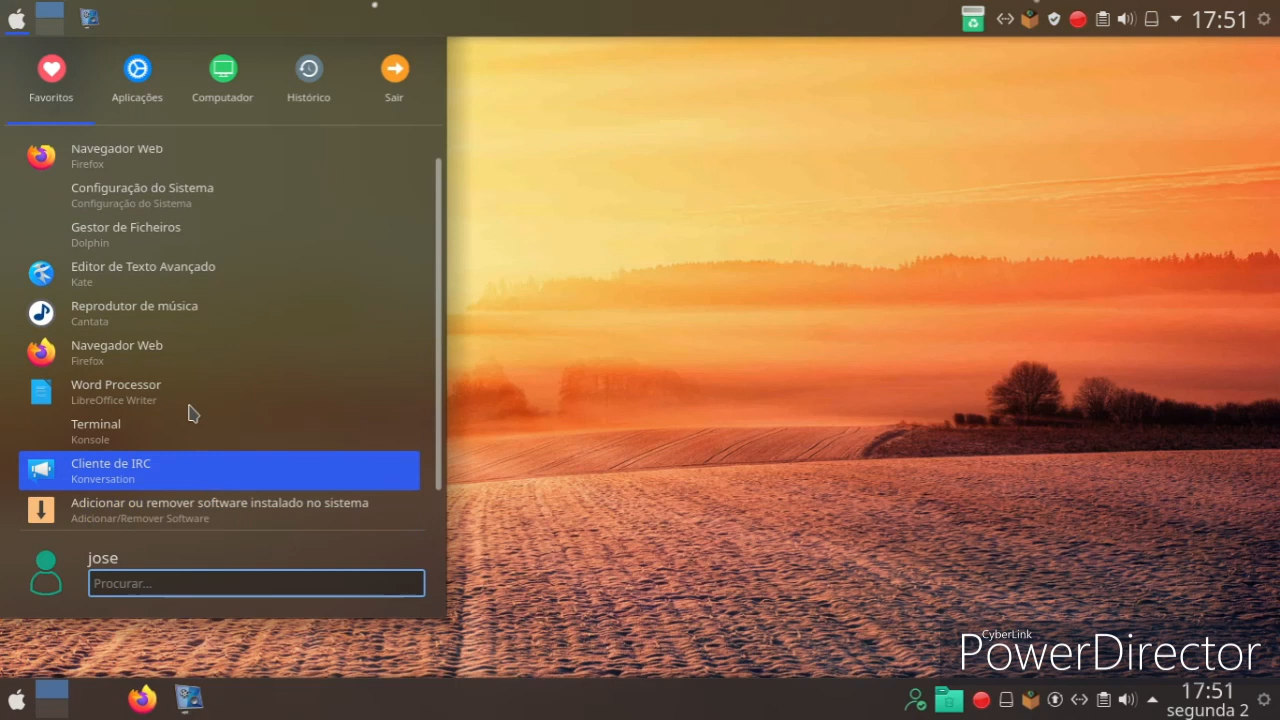 17:51
Favoritos
Aplicações
Computador
Histórico
Sair
Navegador Web
Firefox
Configuração do Sistema
Configuração do Sistema
Gestor de Ficheiros
Dolphin
Editor de Texto Avançado
Kate
Reprodutor de música
Cantata
Navegador Web
Firefox
Word Processor
LibreOffice Writer
Terminal
Konsole
Cliente de IRC
Konversation
Adicionar ou remover software instalado no sistema
Adicionar/Remover Software
jose
Procurar...
CyberLink
PowerDirector
17:51
segunda 2